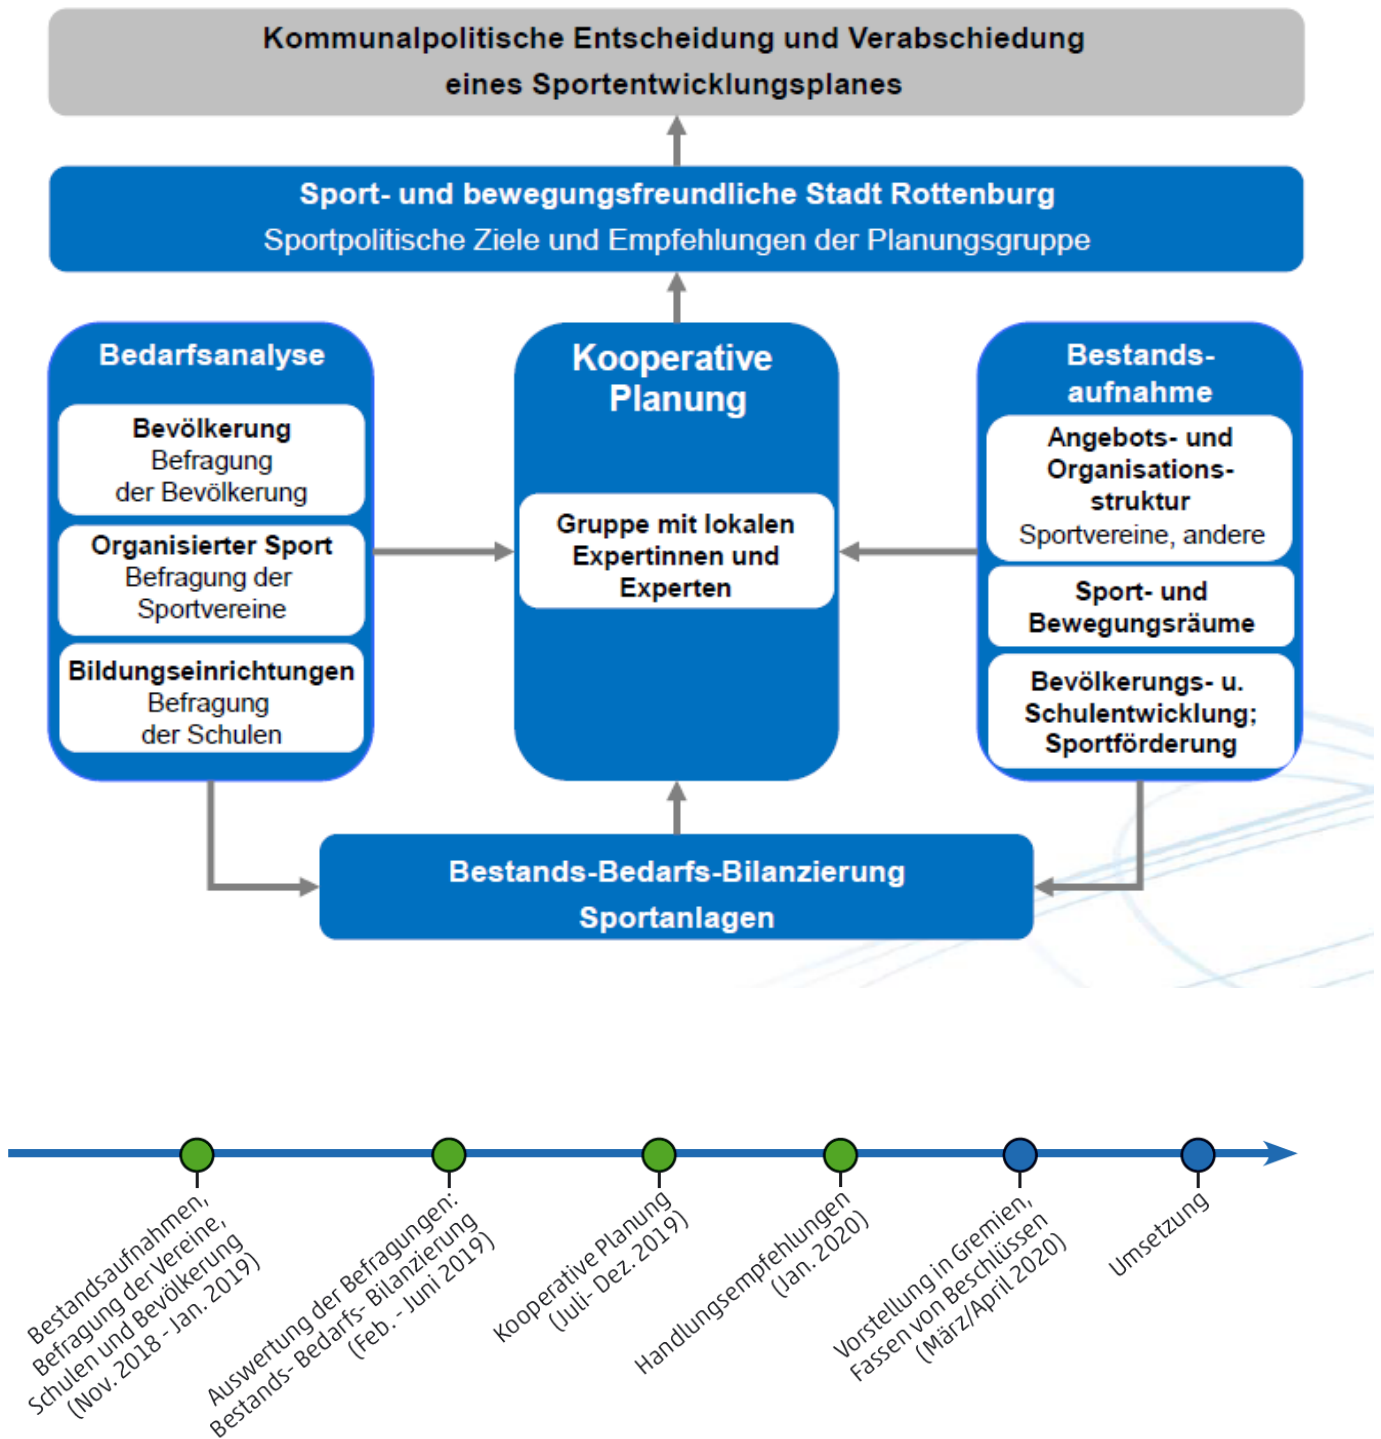 Kommunalpolitische Entscheidung und Verabschiedung
eines Sportentwicklungsplanes
Sport- und bewegungsfreundliche Stadt Rottenburg
Sportpolitische Ziele und Empfehlungen der Planungsgruppe
Bedarfsanalyse
Bevölkerung
Befragung
der Bevölkerung
Organisierter Sport
Befragung der
Sportvereine
Bildungseinrichtungen
Befragung
der Schulen
Kooperative
Planung
Gruppe mit lokalen
Expertinnen und
Experten
Bestands-
aufnahme
Angebots- und
Organisations-
struktur
Sportvereine, andere
Sport- und
Bewegungsräume
Bevölkerungs- u.
Schulentwicklung;
Sportförderung
Bestands-Bedarfs-Bilanzierung
Sportanlagen
Bestandsaufnahmen,
Befragung der Vereine,
Schulen und Bevölkerung
(Nov. 2018 - Jan. 2019)
Auswertung der Befragungen:
Bestands- Bedarfs- Bilanzierung
(Feb. - Juni 2019)
Kooperative Planung
(Juli- Dez. 2019)
Handlungsempfehlungen
(Jan. 2020)
Vorstellung in Gremien,
Fassen von Beschlüssen
(März/April 2020)
Umsetzung